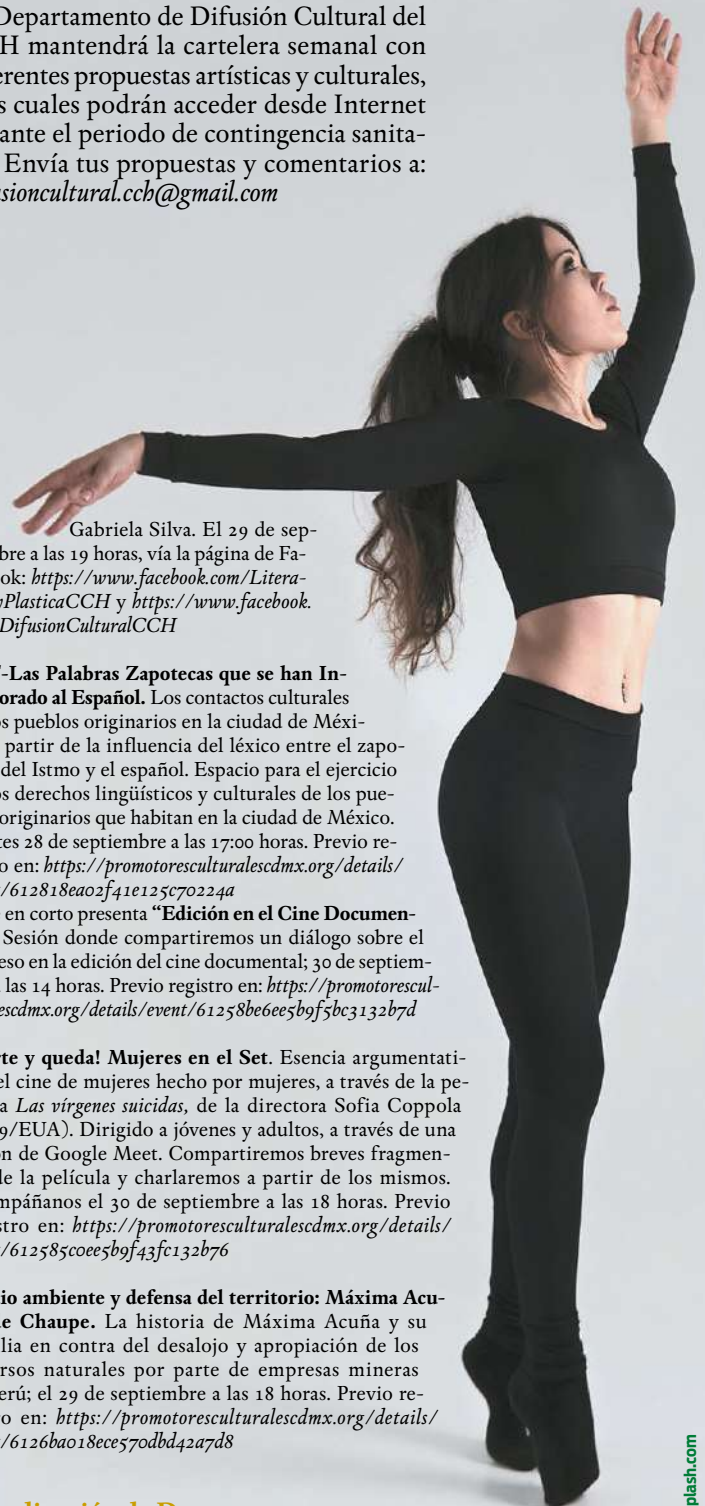 Departamento de Difusión Cultural del
H mantendrá la cartelera semanal con
erentes propuestas artísticas y culturales,
s cuales podrán acceder desde Internet
ante el periodo de contingencia sanita-
Envía tus propuestas y comentarios a:
usioncultural.cch@gmail.com
Gabriela Silva. El 29 de sep-
bre a las 19 horas, vía la página de Fa-
ook: https://www.facebook.com/Litera-
yPlasticaCCH y https://www.facebook.
DifusionCulturalCCH
-Las Palabras Zapotecas que se han In-
orado al Español. Los contactos culturales
os pueblos originarios en la ciudad de Méxi-
partir de la influencia del léxico entre el zapo-
del Istmo y el español. Espacio para el ejercicio
os derechos lingüísticos y culturales de los pue-
originarios que habitan en la ciudad de México.
tes 28 de septiembre a las 17:00 horas. Previo re-
o en: https://promotoresculturalescdmx.org/details/
/612818ea02f41e125c70224a
en corto presenta “Edición en el Cine Documen-
Sesión donde compartiremos un diálogo sobre el
eso en la edición del cine documental; 30 de septiem-
las 14 horas. Previo registro en: https://promotorescul-
escdmx.org/details/event/61258be6ee5b9f5bc3132b7d
rte y queda! Mujeres en el Set. Esencia argumentati-
el cine de mujeres hecho por mujeres, a través de la pe-
a Las vírgenes suicidas, de la directora Sofia Coppola
9/EUA). Dirigido a jóvenes y adultos, a través de una
ón de Google Meet. Compartiremos breves fragmen-
de la película y charlaremos a partir de los mismos.
mpáñanos el 30 de septiembre a las 18 horas. Previo
stro en: https://promotoresculturalescdmx.org/details/
/612585c0ee5b9f43fc132b76
io ambiente y defensa del territorio: Máxima Acu-
de Chaupe. La historia de Máxima Acuña y su
lia en contra del desalojo y apropiación de los
rsos naturales por parte de empresas mineras
erú; el 29 de septiembre a las 18 horas. Previo re-
o en: https://promotoresculturalescdmx.org/details/
/6126ba018ece570dbd42a7d8
plash.com